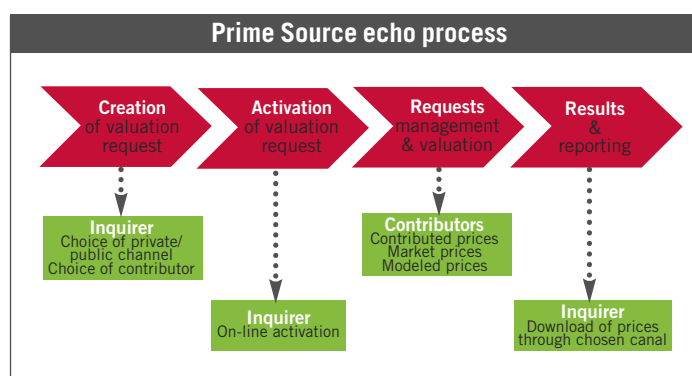 Prime Source echo process
Creation
of valuation
request
Activation
of valuation
request
Requests
management
& valuation
Results
&
reporting
Inquirer
Choice of private/
public channel
Choice of contributor
Inquirer
On-line activation
Contributors
Contributed prices
Market prices
Modeled prices
Inquirer
Download of prices
through chosen canal